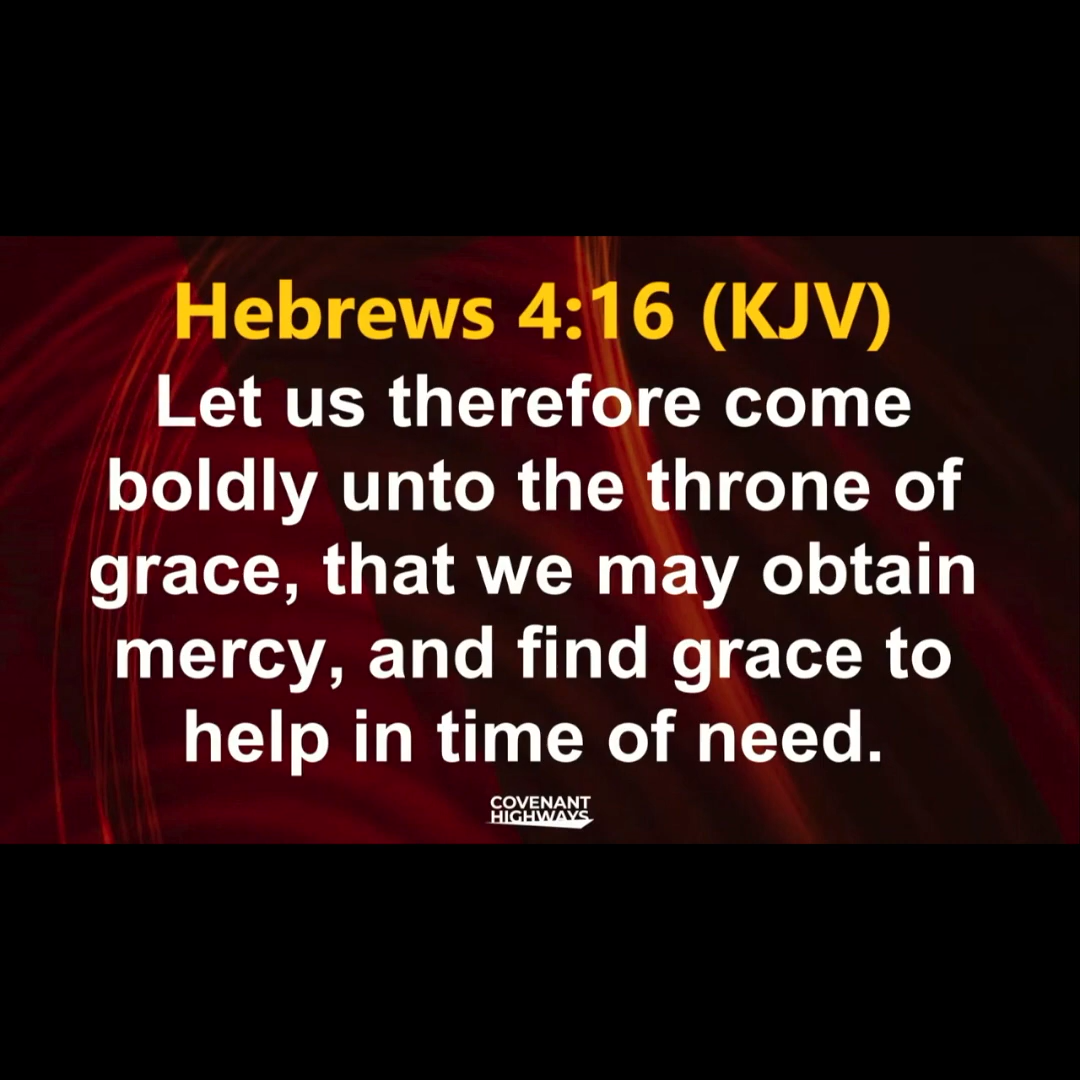 Hebrews 4:16 (KJV)
Let us therefore come
boldly unto the throne of
grace, that we may obtain
mercy, and find grace to
help in time of need.
COVENANT
HIGHWAYS